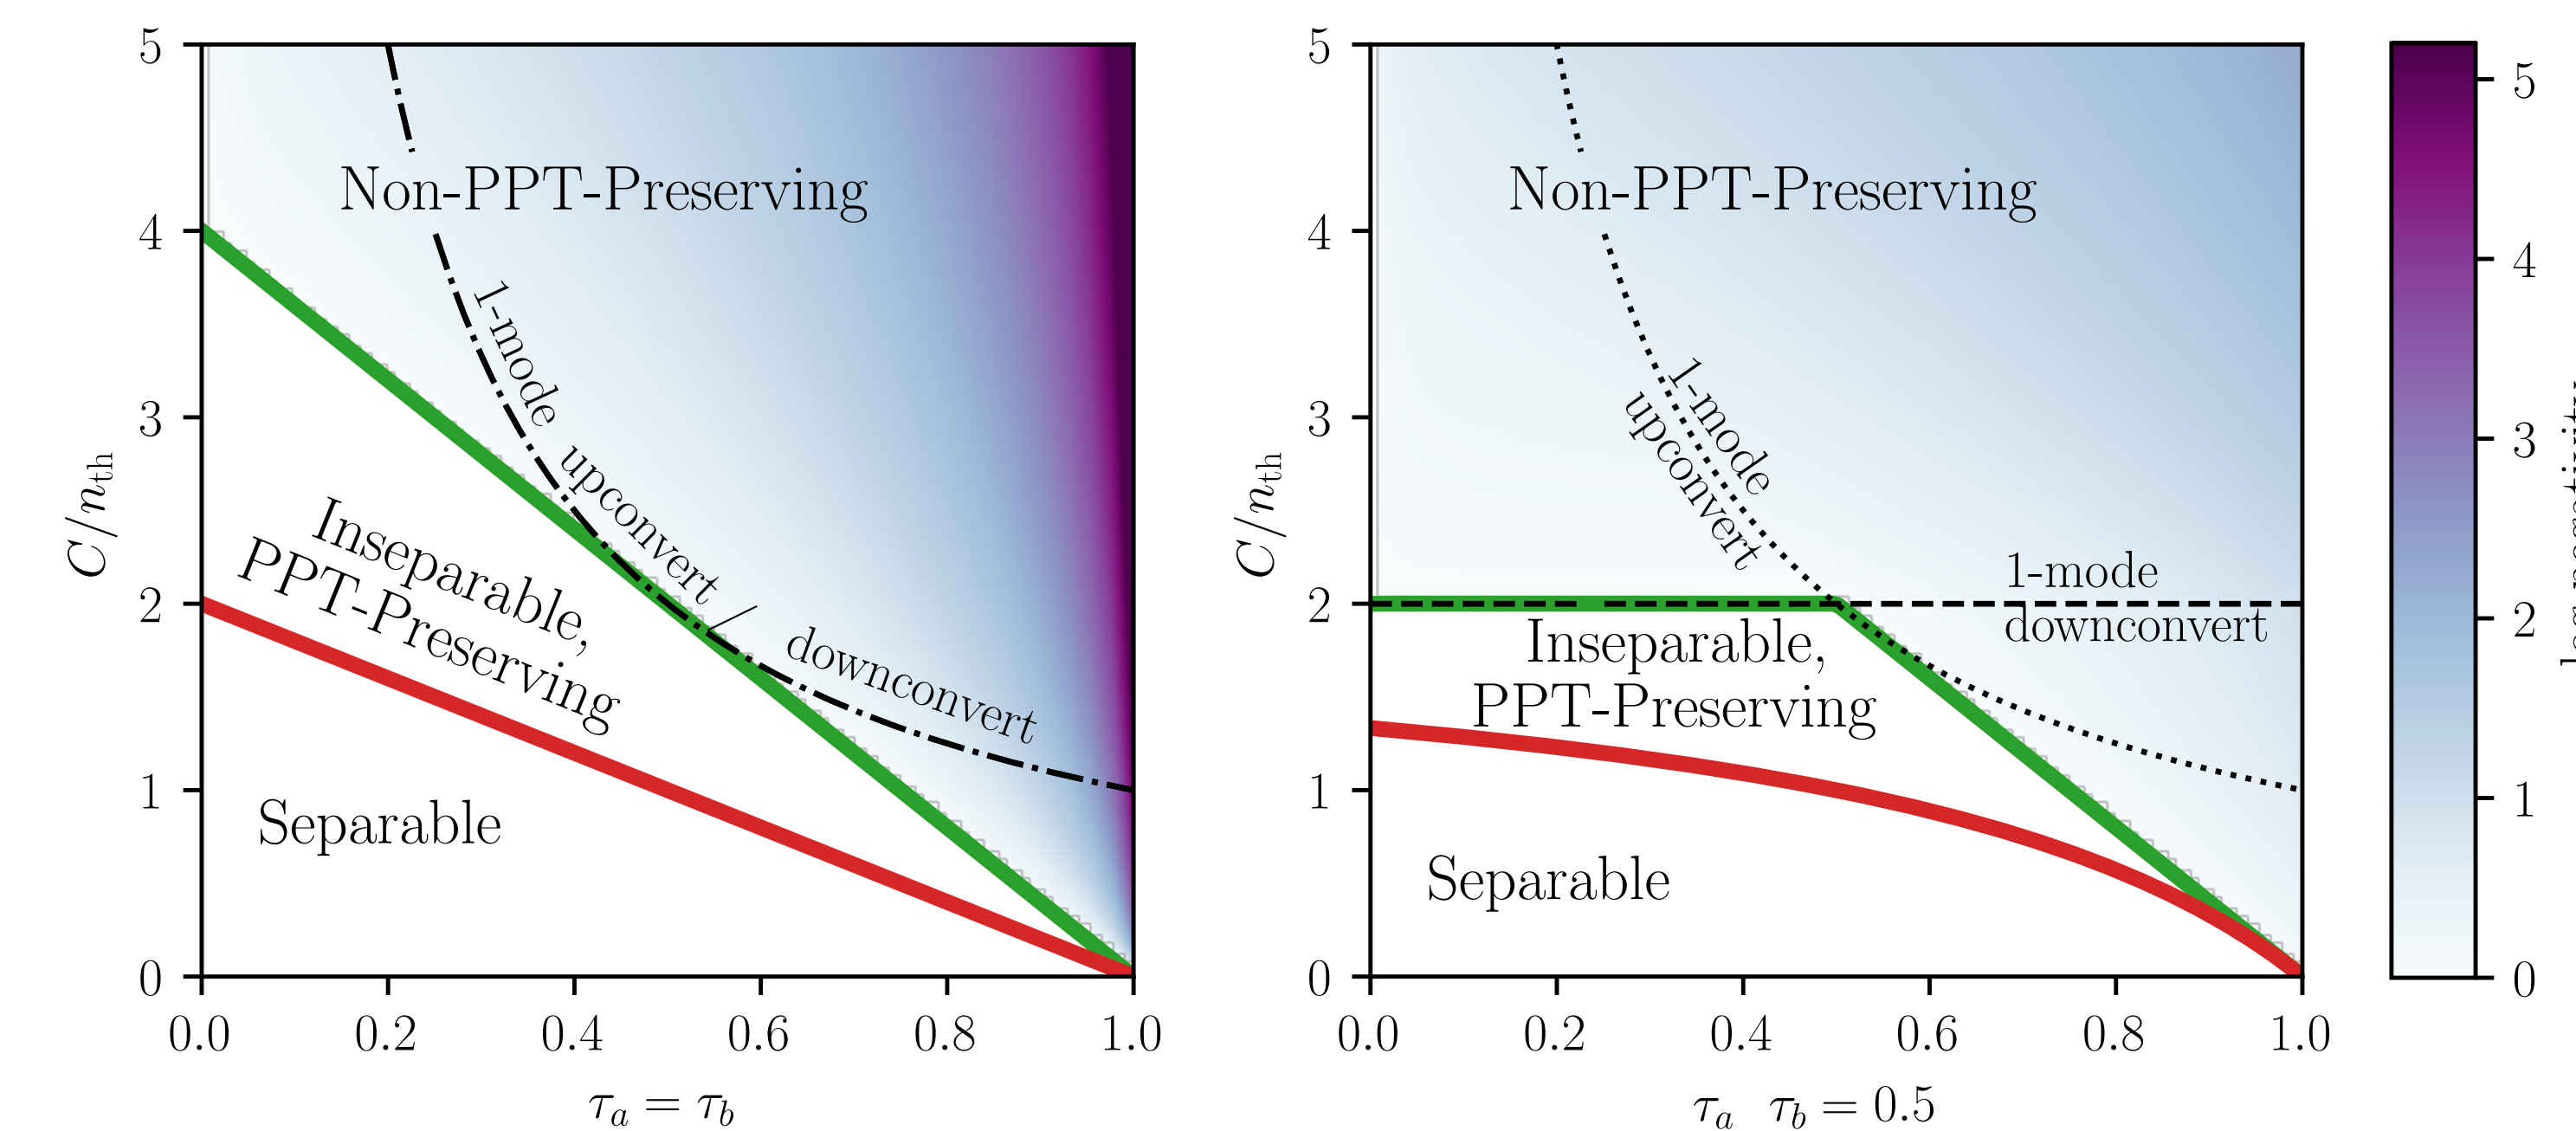 5
4
3
2
1
0
C/n_th
Non-PPT-Preserving
1-mode upconvert / downconvert
Inseparable,
PPT-Preserving
Separable
0.0 0.2 0.4 0.6 0.8 1.0
τ_a = τ_b
5
4
3
2
1
0
C/n_th
Non-PPT-Preserving
1-mode
upconvert
1-mode
downconvert
Inseparable,
PPT-Preserving
Separable
0.0 0.2 0.4 0.6 0.8 1.0
τ_a τ_b = 0.5
5
4
3
2
1
0